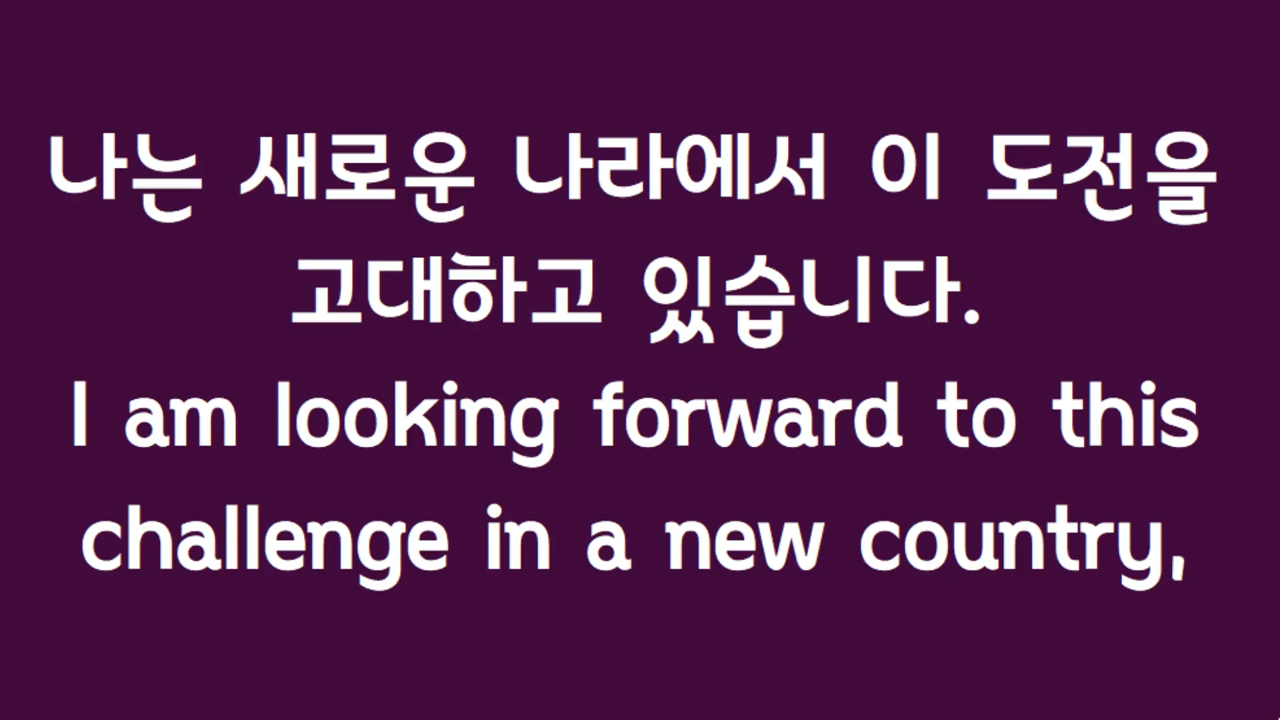 나는 새로운 나라에서 이 도전을
고대하고 있습니다.
I am looking forward to this
challenge in a new country,